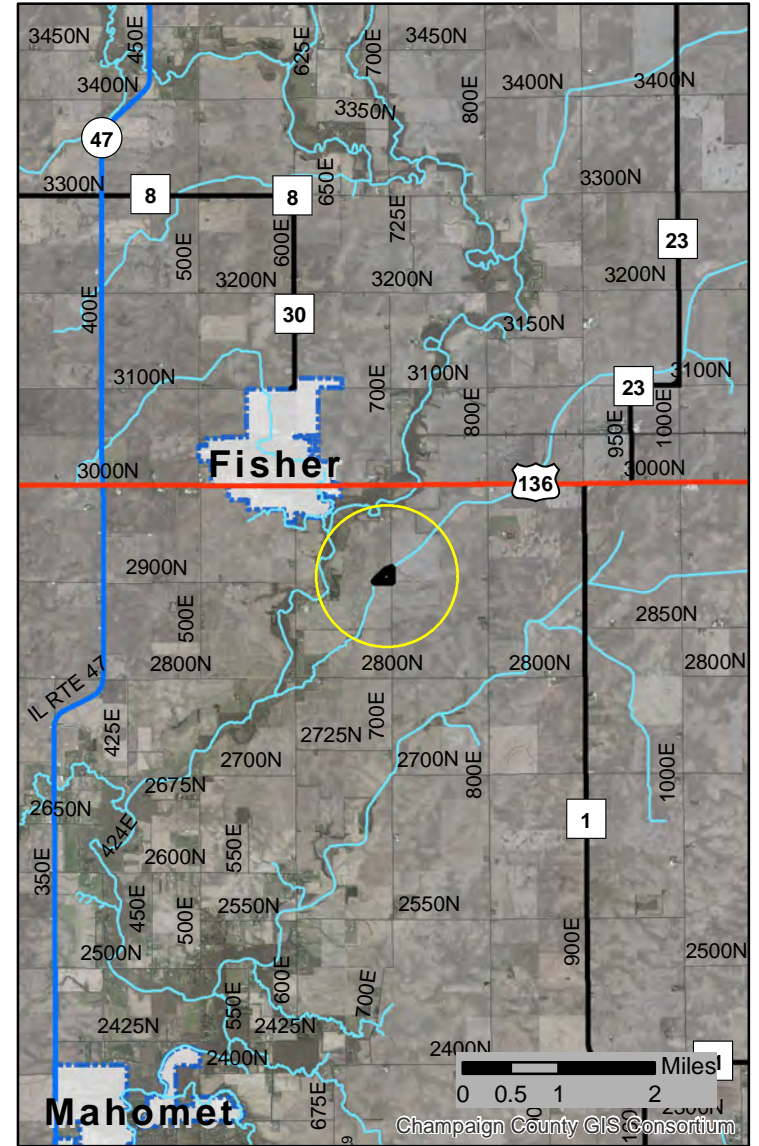 3450N
450E
625E
700E
3450N
3400N
800E
3400N
3400N
3350N
47
3300N
8
8
650E
3300N
725E
500E
600E
23
3200N
3200N
3200N
400E
30
3150N
3100N
700E
3100N
800E
23
3100N
950E
1000E
Fisher
3000N
136
3000N
2900N
500E
2850N
2800N
2800N
2800N
2800N
IL RTE 47
425E
700E
2725N
2700N
2700N
800E
1000E
2675N
2650N
424E
1
550E
2600N
350E
450E
500E
2550N
2550N
900E
2500N
2500N
600E
700E
550E
2425N
2425N
2400N
2400N
Miles
1
0 0.5 1 2
675E
Mahomet
Champaign County GIS Consortium